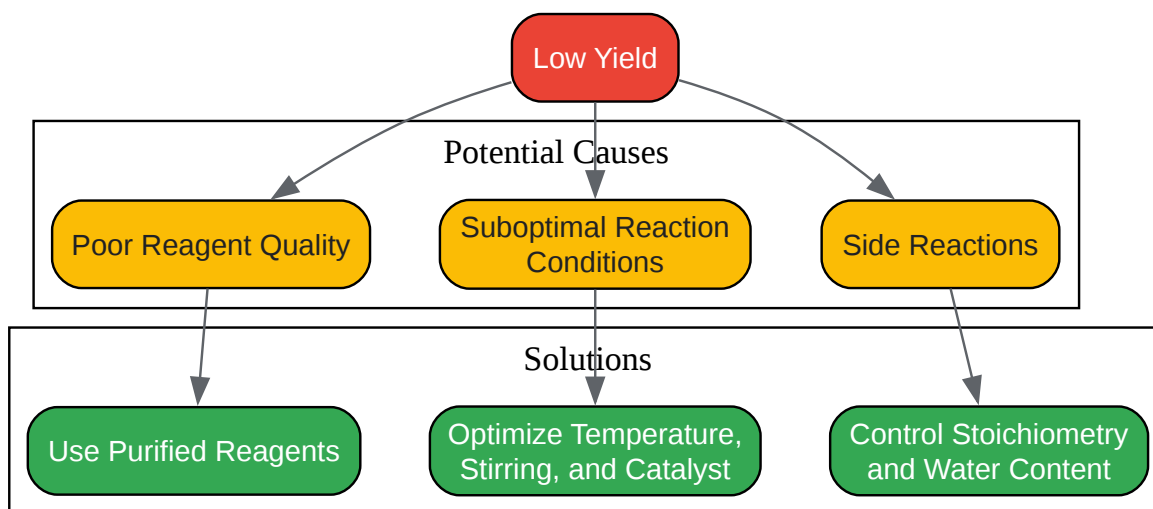 Low Yield
Potential Causes
Poor Reagent Quality
Suboptimal Reaction
Conditions
Side Reactions
Solutions
Use Purified Reagents
Optimize Temperature,
Stirring, and Catalyst
Control Stoichiometry
and Water Content